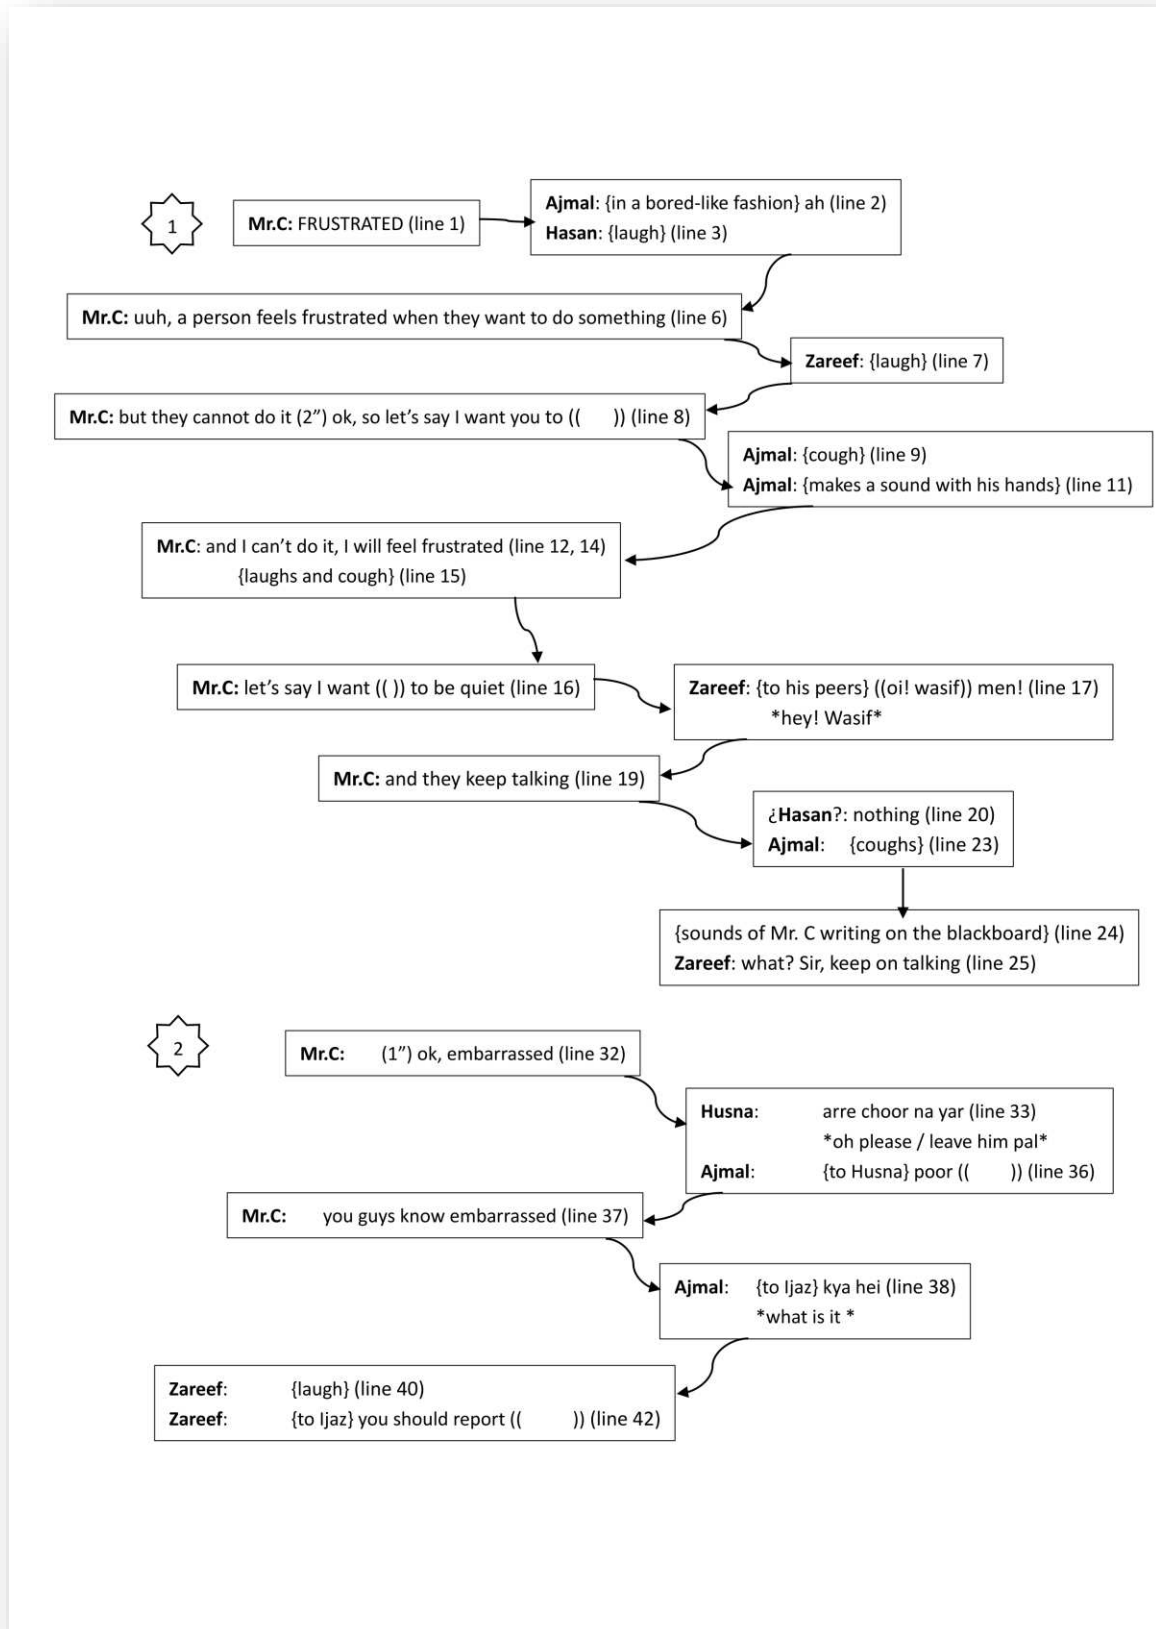 1
Mr.C: FRUSTRATED (line 1)
Ajmal: {in a bored-like fashion} ah (line 2)
Hasan: {laugh} (line 3)
Mr.C: uuh, a person feels frustrated when they want to do something (line 6)
Zareef: {laugh} (line 7)
Mr.C: but they cannot do it (2”) ok, so let’s say I want you to ((      )) (line 8)
Ajmal: {cough} (line 9)
Ajmal: {makes a sound with his hands} (line 11)
Mr.C: and I can’t do it, I will feel frustrated (line 12, 14)
{laughs and cough} (line 15)
Mr.C: let’s say I want (( )) to be quiet (line 16)
Zareef: {to his peers} ((oi! wasif)) men! (line 17)
*hey! Wasif*
Mr.C: and they keep talking (line 19)
¿Hasan?: nothing (line 20)
Ajmal: {coughs} (line 23)
{sounds of Mr. C writing on the blackboard} (line 24)
Zareef: what? Sir, keep on talking (line 25)
2
Mr.C: (1”) ok, embarrassed (line 32)
Husna: arre choor na yar (line 33)
*oh please / leave him pal*
Ajmal: {to Husna} poor ((      )) (line 36)
Mr.C: you guys know embarrassed (line 37)
Ajmal: {to Ijaz} kya hei (line 38)
*what is it *
Zareef: {laugh} (line 40)
Zareef: {to Ijaz} you should report ((      )) (line 42)